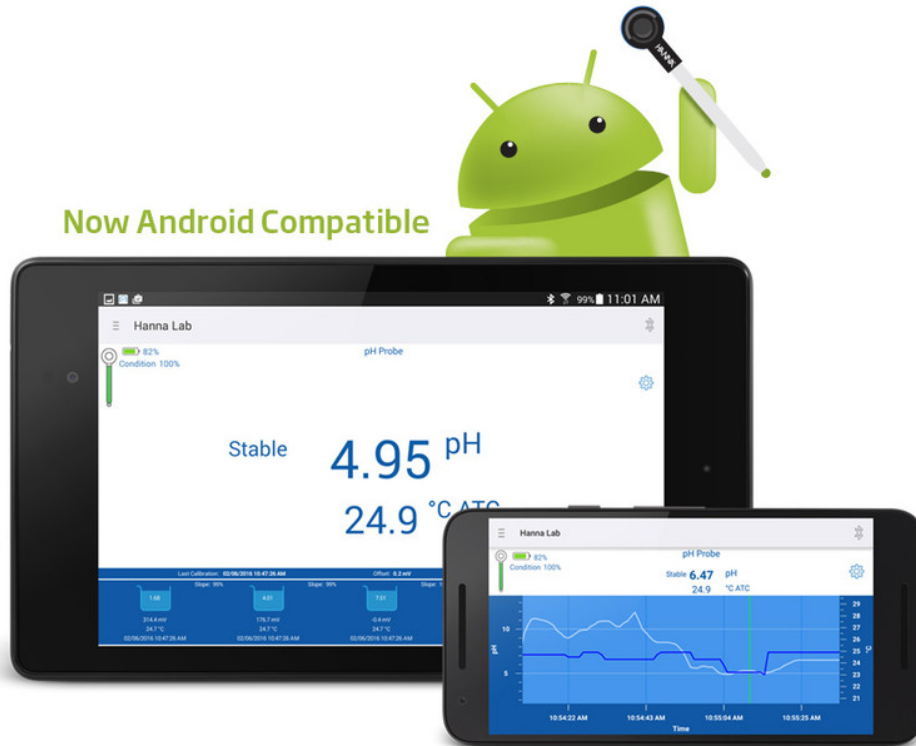 HANNA
Now Android Compatible
99% 11:01 AM
Hanna Lab
82%
pH Probe
Condition 100%
Stable 4.95 pH
24.9 °C ATC
Last Calibration: 02/06/2016 10:47:26 AM Offset: 0.2 mV
Slope: 99% Slope: 99% Slope:
1.68 4.01 7.01
314.4 mV 176.7 mV -0.4 mV
24.7 °C 24.7 °C 24.7 °C
02/06/2016 10:47:26 AM 02/06/2016 10:47:26 AM 02/06/2016 10:47:26 AM
Hanna Lab
82%
pH Probe
Condition 100%
Stable 6.47 pH
24.9 °C ATC
29
28
10 27
26
pH 25
24
5 23
22
21
10:54:22 AM 10:54:43 AM 10:55:04 AM 10:55:25 AM
Time